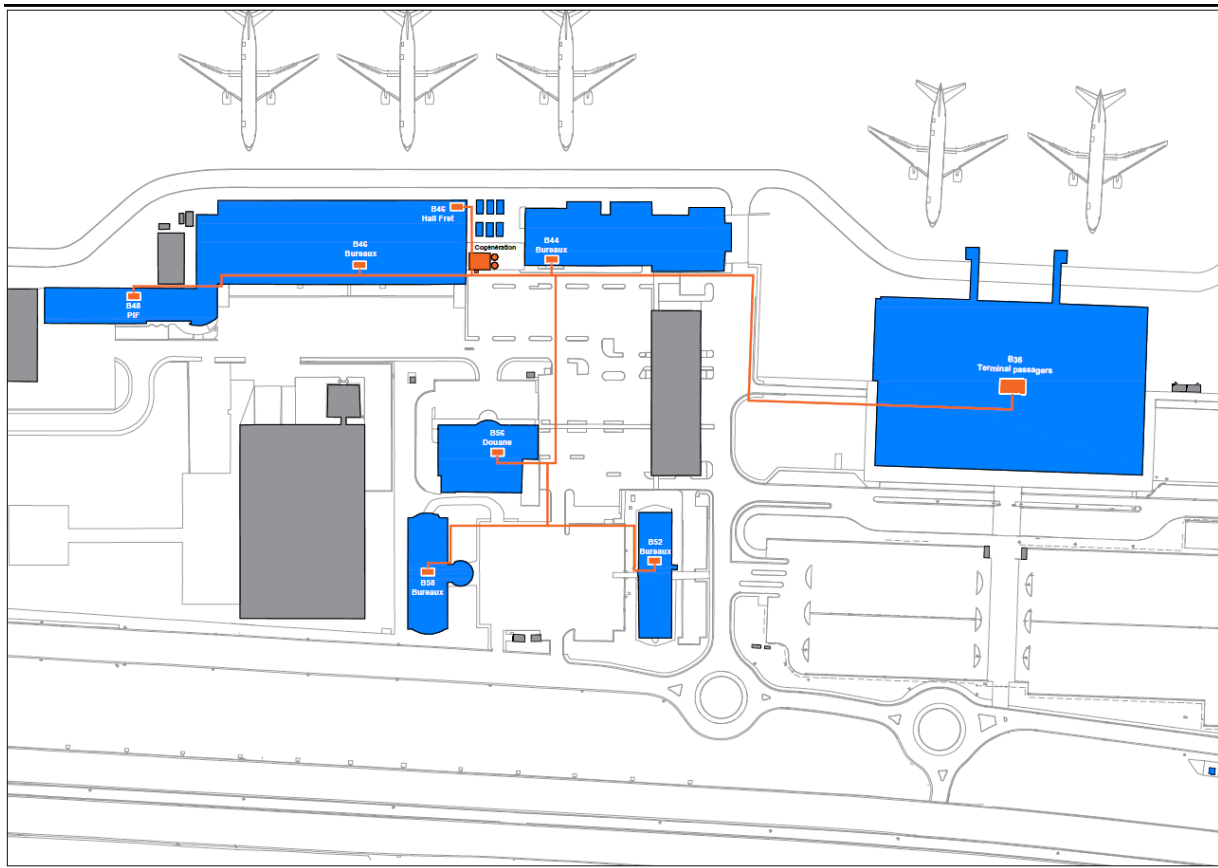 B46
Hall Fret
Cogénération
B46
Bureaux
B44
Bureaux
B48
PIF
B36
Terminal passagers
B56
Douane
B52
Bureaux
B58
Bureaux